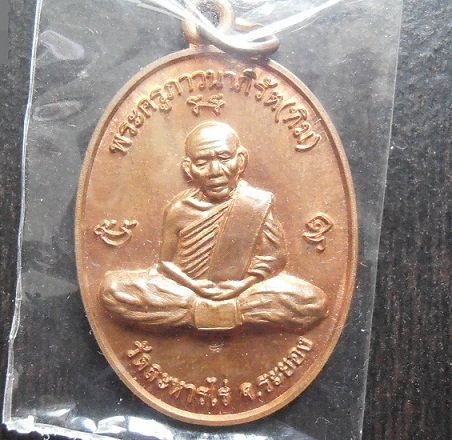 พระครูภาวนาภิรัต(ทิม)
วัดละหารไร่ จ.ระยอง